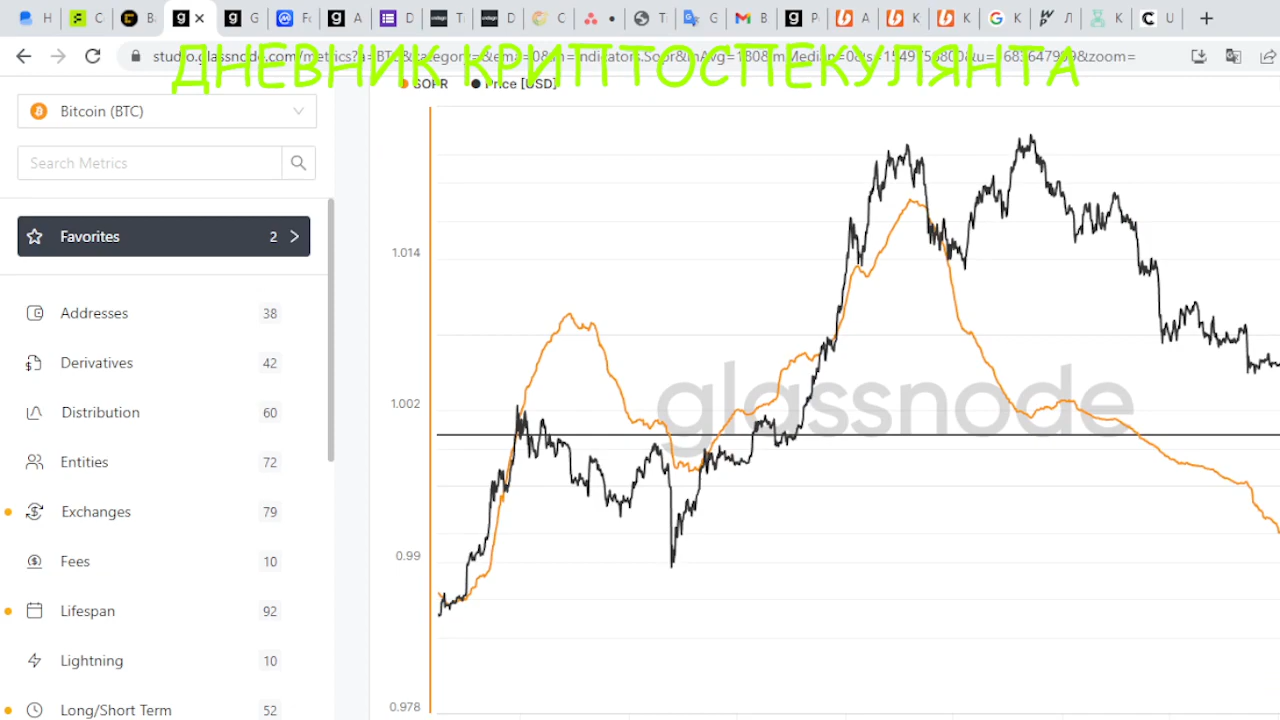 H C B G F A D T D C T G B P A K K K Л K U
ДНЕВНИК КРИПТОСПЕКУЛЯНТА
SOPR Price [USD]
Bitcoin (BTC)
Search Metrics
Favorites 2
Addresses 38
Derivatives 42
Distribution 60
Entities 72
Exchanges 79
Fees 10
Lifespan 92
Lightning 10
Long/Short Term 52
1.014
1.002
0.99
0.978
glassnode